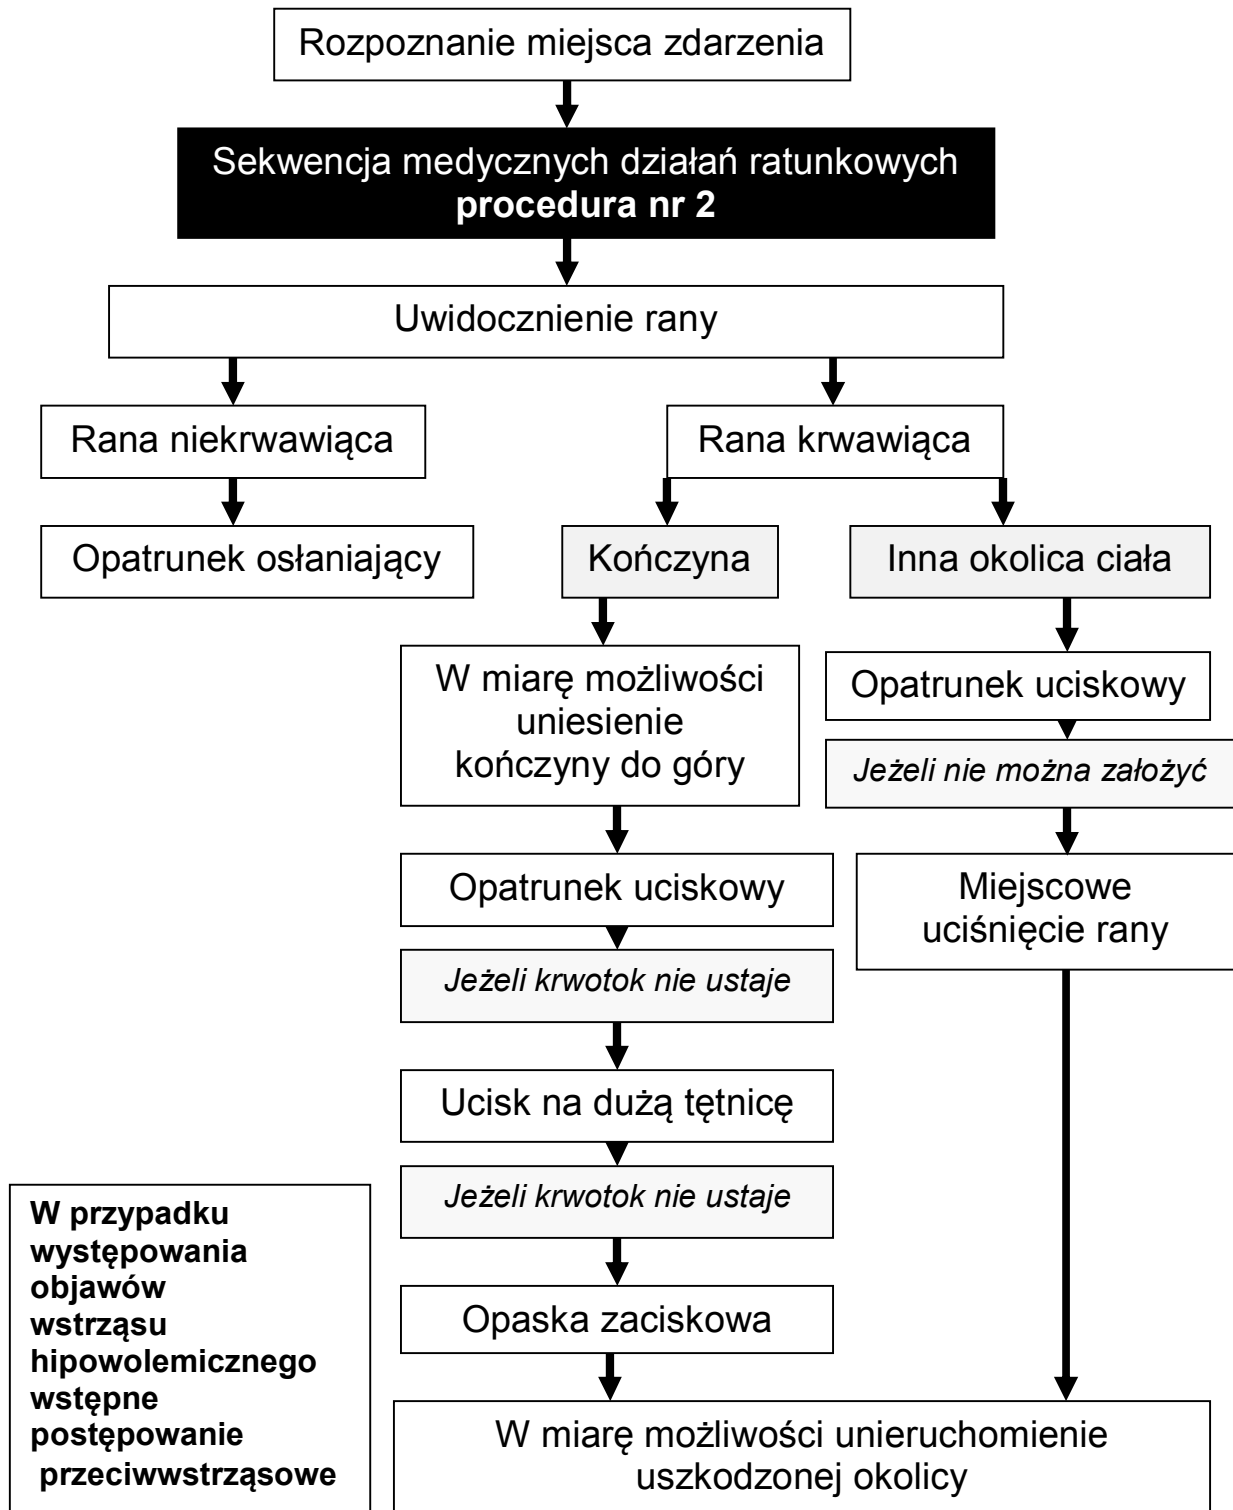 Rozpoznanie miejsca zdarzenia
Sekwencja medycznych działań ratunkowych
procedura nr 2
Uwidocznienie rany
Rana niekrwawiąca
Rana krwawiąca
Opatrunek osłaniający
Kończyna
Inna okolica ciała
W miarę możliwości
uniesienie
kończyny do góry
Opatrunek uciskowy
Jeżeli nie można założyć
Opatrunek uciskowy
Miejscowe
uciśnięcie rany
Jeżeli krwotok nie ustaje
Ucisk na dużą tętnicę
Jeżeli krwotok nie ustaje
Opaska zaciskowa
W przypadku
występowania
objawów
wstrząsu
hipowolemicznego
wstępne
postępowanie
przeciwwstrząsowe
W miarę możliwości unieruchomienie
uszkodzonej okolicy